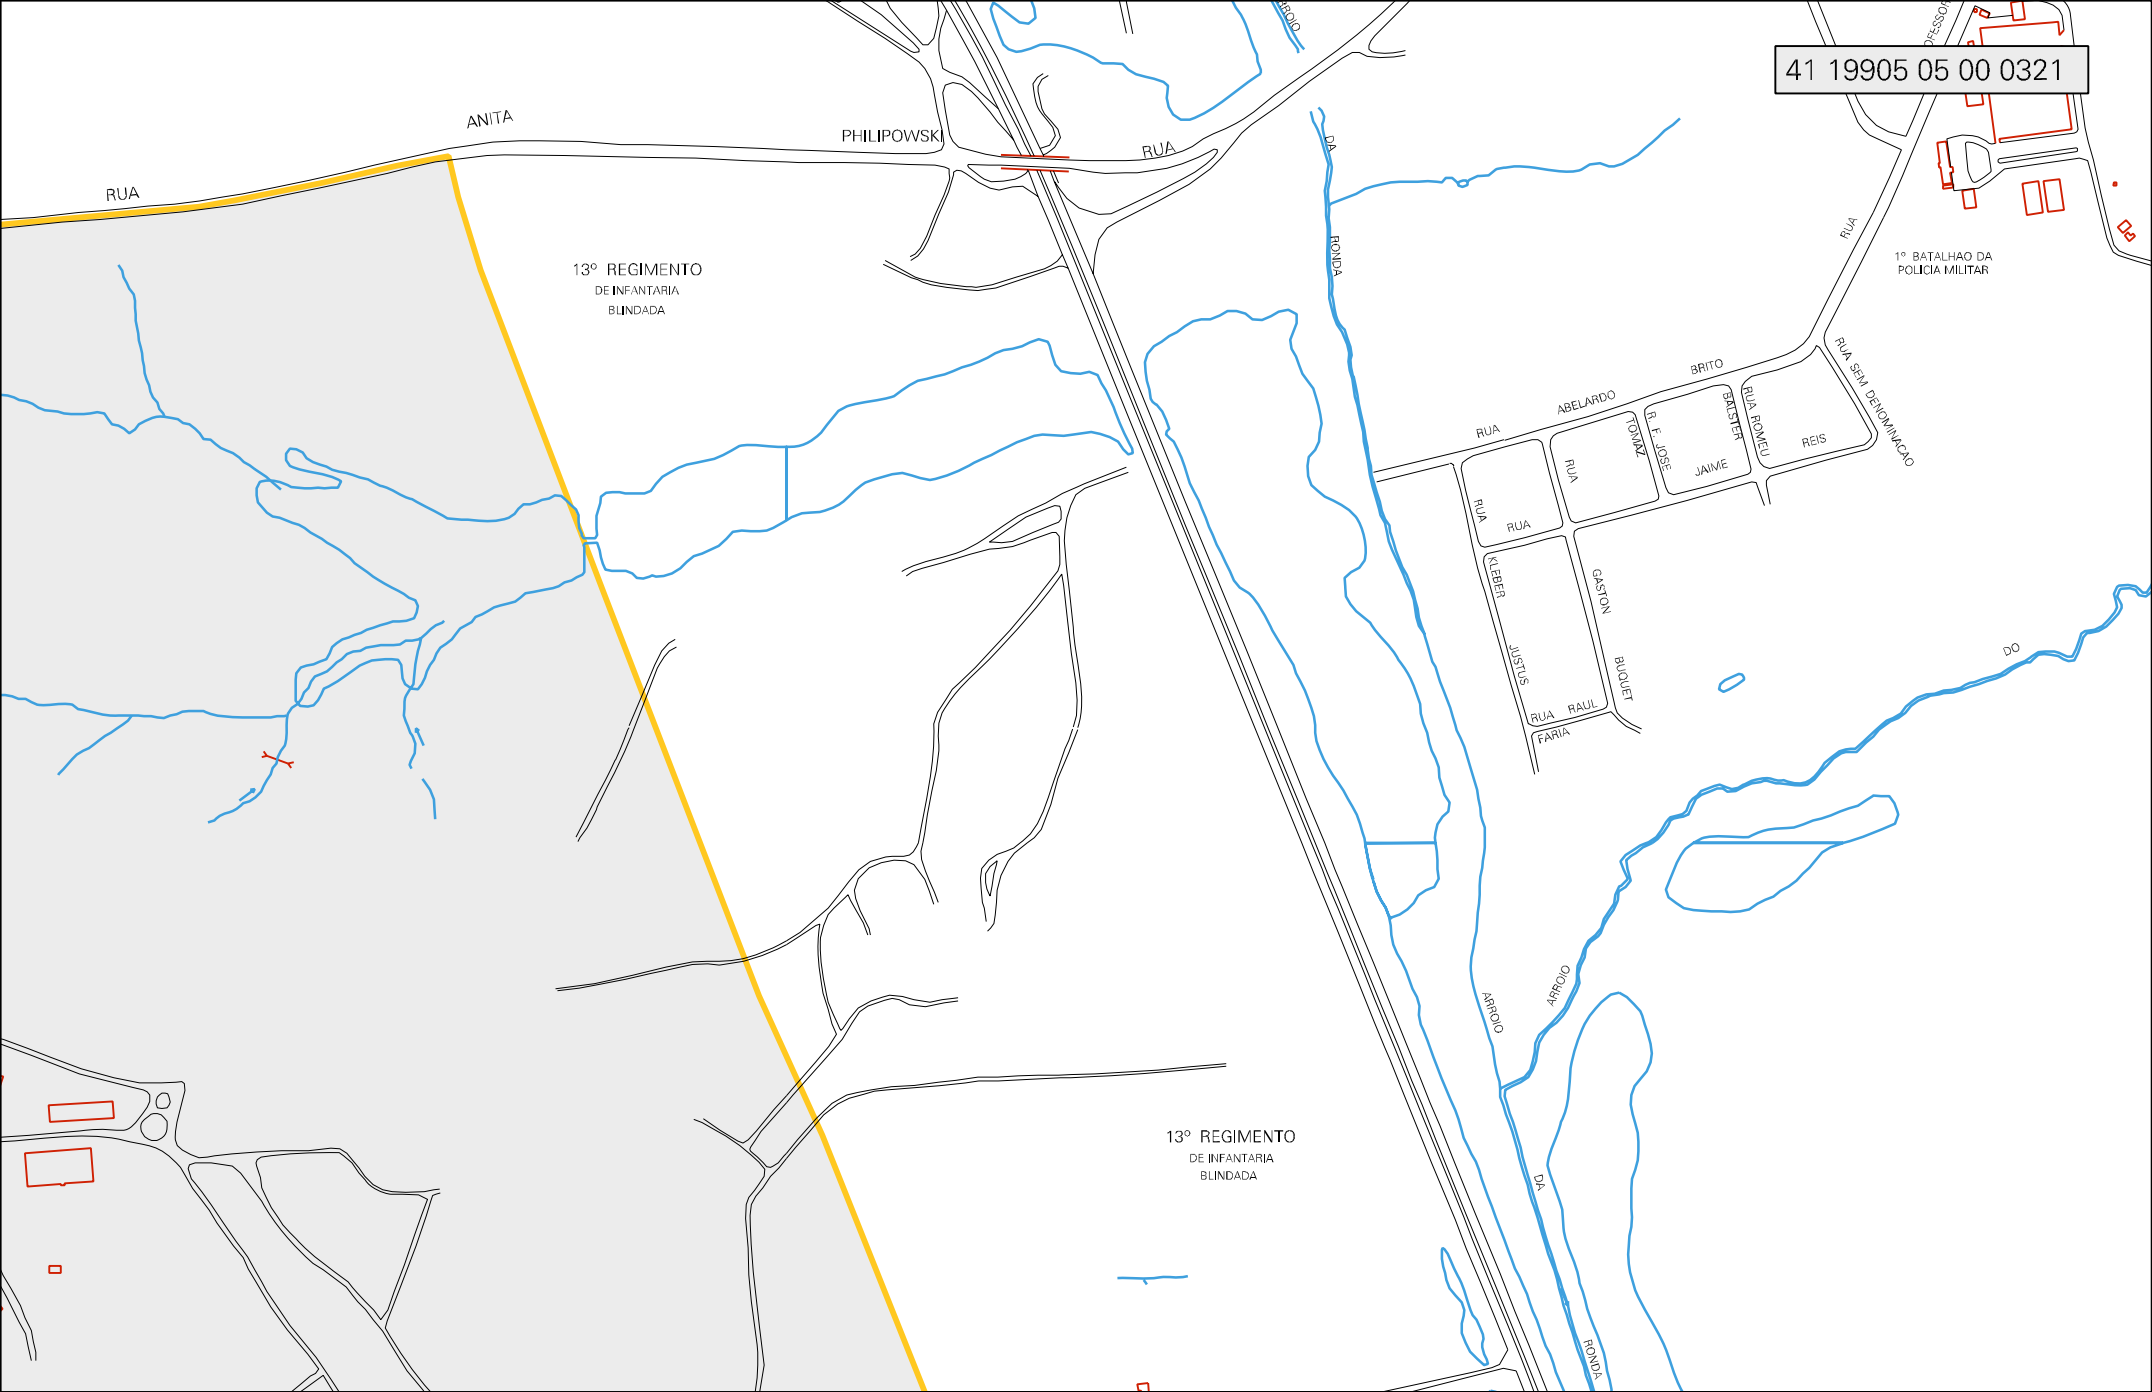 ARROIO
PROFESSOR
41 19905 05 00 0321
ANITA
PHILIPOWSKI
RUA
DA
RUA
RUA
RONDA
1º BATALHAO DA
POLICIA MILITAR
13º REGIMENTO
DE INFANTARIA
BLINDADA
RUA SEM DENOMINACAO
BRITO
ABELARDO
RUA
RUA ROMEU
BALSTER
R. F. JOSE
TOMAZ
REIS
JAIME
RUA
RUA
RUA
KLEBER
GASTON
JUSTUS
BUQUET
RUA RAUL
FARIA
DO
ARROIO
ARROIO
13º REGIMENTO
DE INFANTARIA
BLINDADA
DA
RONDA